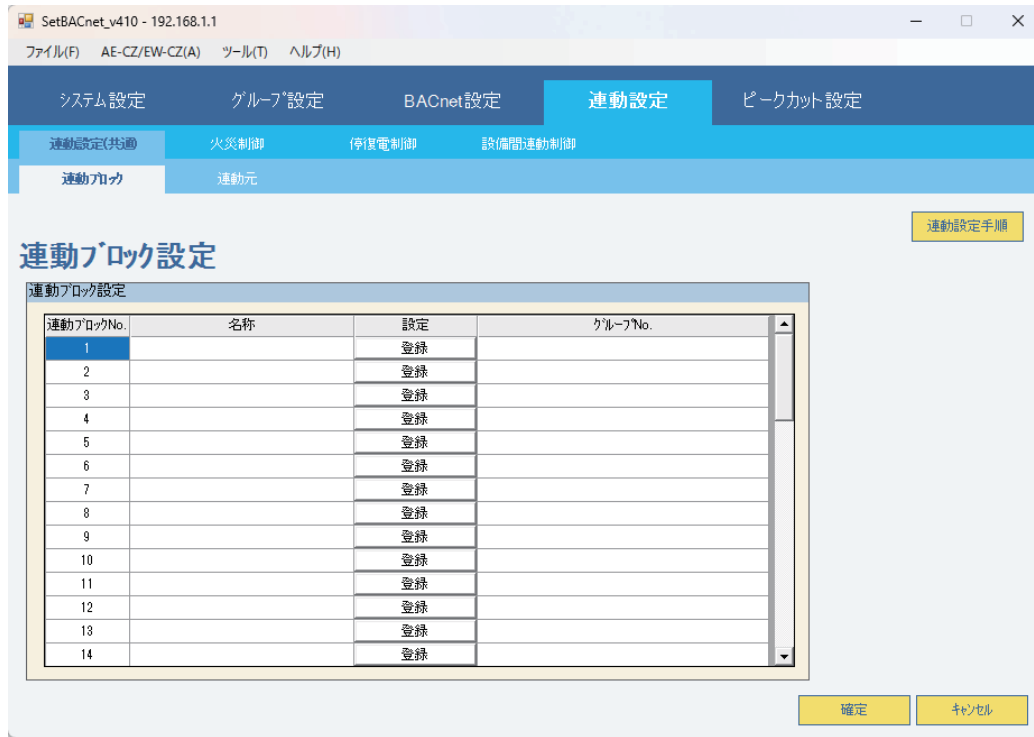 SetBACnet_v410 - 192.168.1.1
ファイル(F) AE-CZ/EW-CZ(A) ツール(T) ヘルプ(H)
システム設定 グループ設定 BACnet設定 連動設定 ピークカット設定
連動設定(共通) 火災制御 停復電制御 設備間連動制御
連動ブロック 連動元
連動設定手順
連動ブロック設定
連動ブロック設定
連動ブロックNo. 名称 設定 グループNo.
1 登録
2 登録
3 登録
4 登録
5 登録
6 登録
7 登録
8 登録
9 登録
10 登録
11 登録
12 登録
13 登録
14 登録
確定 キャンセル